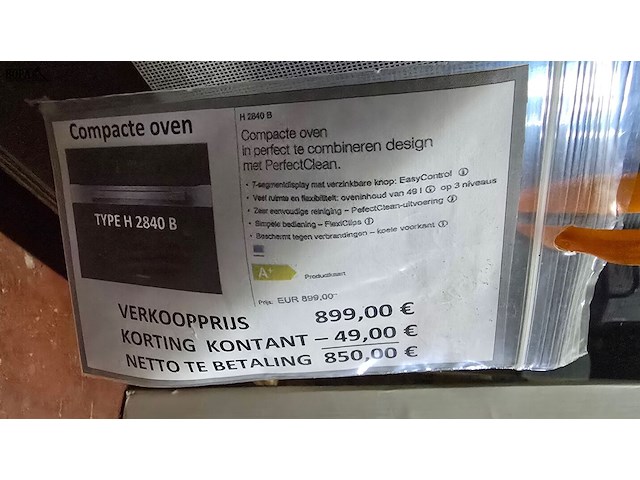 Compacte oven
TYPE H 2840 B
H 2840 B
Compacte oven
in perfect te combineren design
met PerfectClean.
• 7-segmentdisplay met verzinkbare knop: EasyControl ⓘ
• Veel ruimte en flexibiliteit: oveninhoud van 49 l ⓘ op 3 niveaus
• Zeer eenvoudige reiniging – PefectClean-uitvoering ⓘ
• Simpele bediening – FlexiClips ⓘ
• Beschermt tegen verbrandingen – koele voorkant ⓘ
A+ Productkaart
Prijs: EUR 899,00
VERKOOPPRIJS 899,00 €
KORTING KONTANT – 49,00 €
NETTO TE BETALING 850,00 €